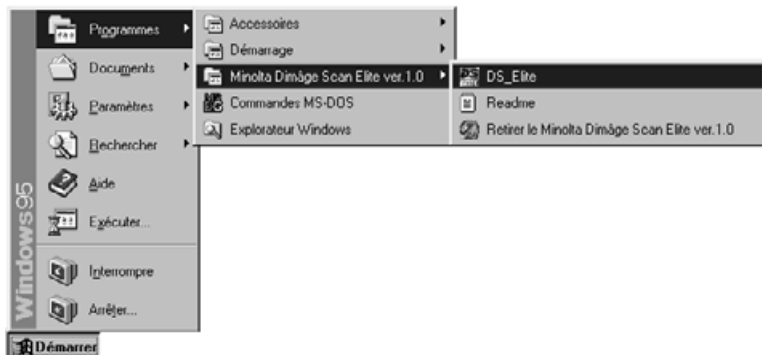 Programmes
Documents
Paramètres
Rechercher
Aide
Exécuter...
Interrompre
Arrêter...
Windows95
Démarrer
Accessoires
Démarrage
Minolta Dimâge Scan Elite ver.1.0
Commandes MS-DOS
Explorateur Windows
DS_Elite
Readme
Retirer le Minolta Dimâge Scan Elite ver.1.0